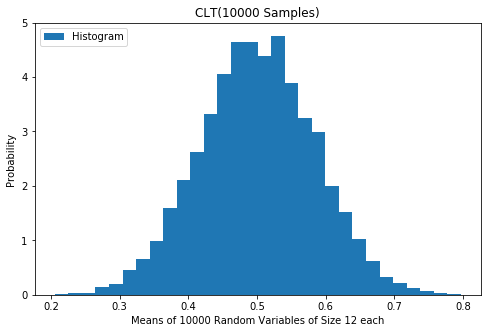 CLT(10000 Samples)
Histogram
Probability
5
4
3
2
1
0
0.2 0.3 0.4 0.5 0.6 0.7 0.8
Means of 10000 Random Variables of Size 12 each